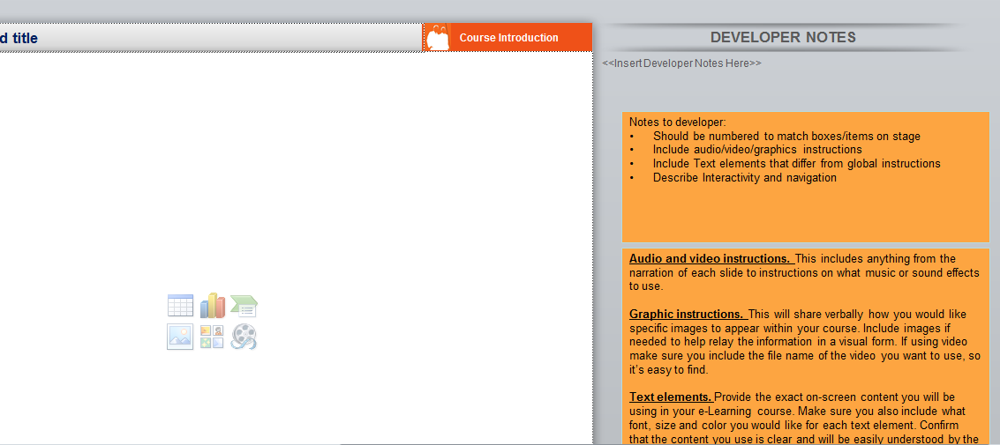 d title
Course Introduction
DEVELOPER NOTES
<<Insert Developer Notes Here>>
Notes to developer:
• Should be numbered to match boxes/items on stage
• Include audio/video/graphics instructions
• Include Text elements that differ from global instructions
• Describe Interactivity and navigation
Audio and video instructions. This includes anything from the
narration of each slide to instructions on what music or sound effects
to use.
Graphic instructions. This will share verbally how you would like
specific images to appear within your course. Include images if
needed to help relay the information in a visual form. If using video
make sure you include the file name of the video you want to use, so
it's easy to find.
Text elements. Provide the exact on-screen content you will be
using in your e-Learning course. Make sure you also include what
font, size and color you would like for each text element. Confirm
that the content you use is clear and will be easily understood by the